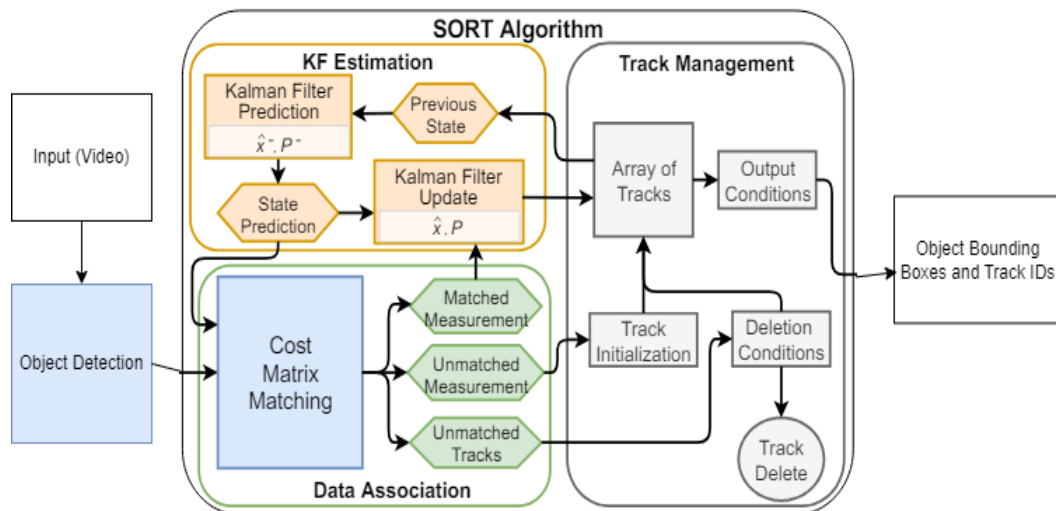 SORT Algorithm
KF Estimation
Track Management
Kalman Filter
Prediction
x̂⁻, P⁻
Previous
State
Input (Video)
Array of
Tracks
Output
Conditions
Kalman Filter
Update
x̂, P
State
Prediction
Object Bounding
Boxes and Track IDs
Object Detection
Cost
Matrix
Matching
Matched
Measurement
Unmatched
Measurement
Unmatched
Tracks
Track
Initialization
Deletion
Conditions
Track
Delete
Data Association